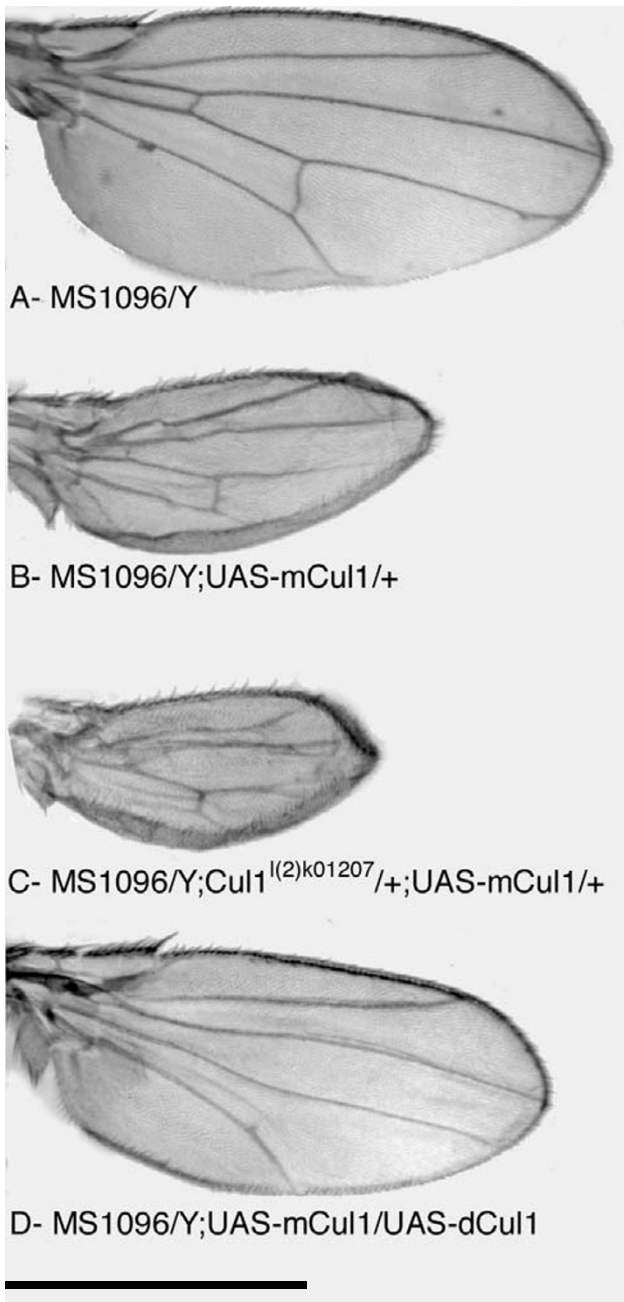 A- MS1096/Y
B- MS1096/Y;UAS-mCul1/+
C- MS1096/Y;Cul1l(2)k01207/+;UAS-mCul1/+
D- MS1096/Y;UAS-mCul1/UAS-dCul1